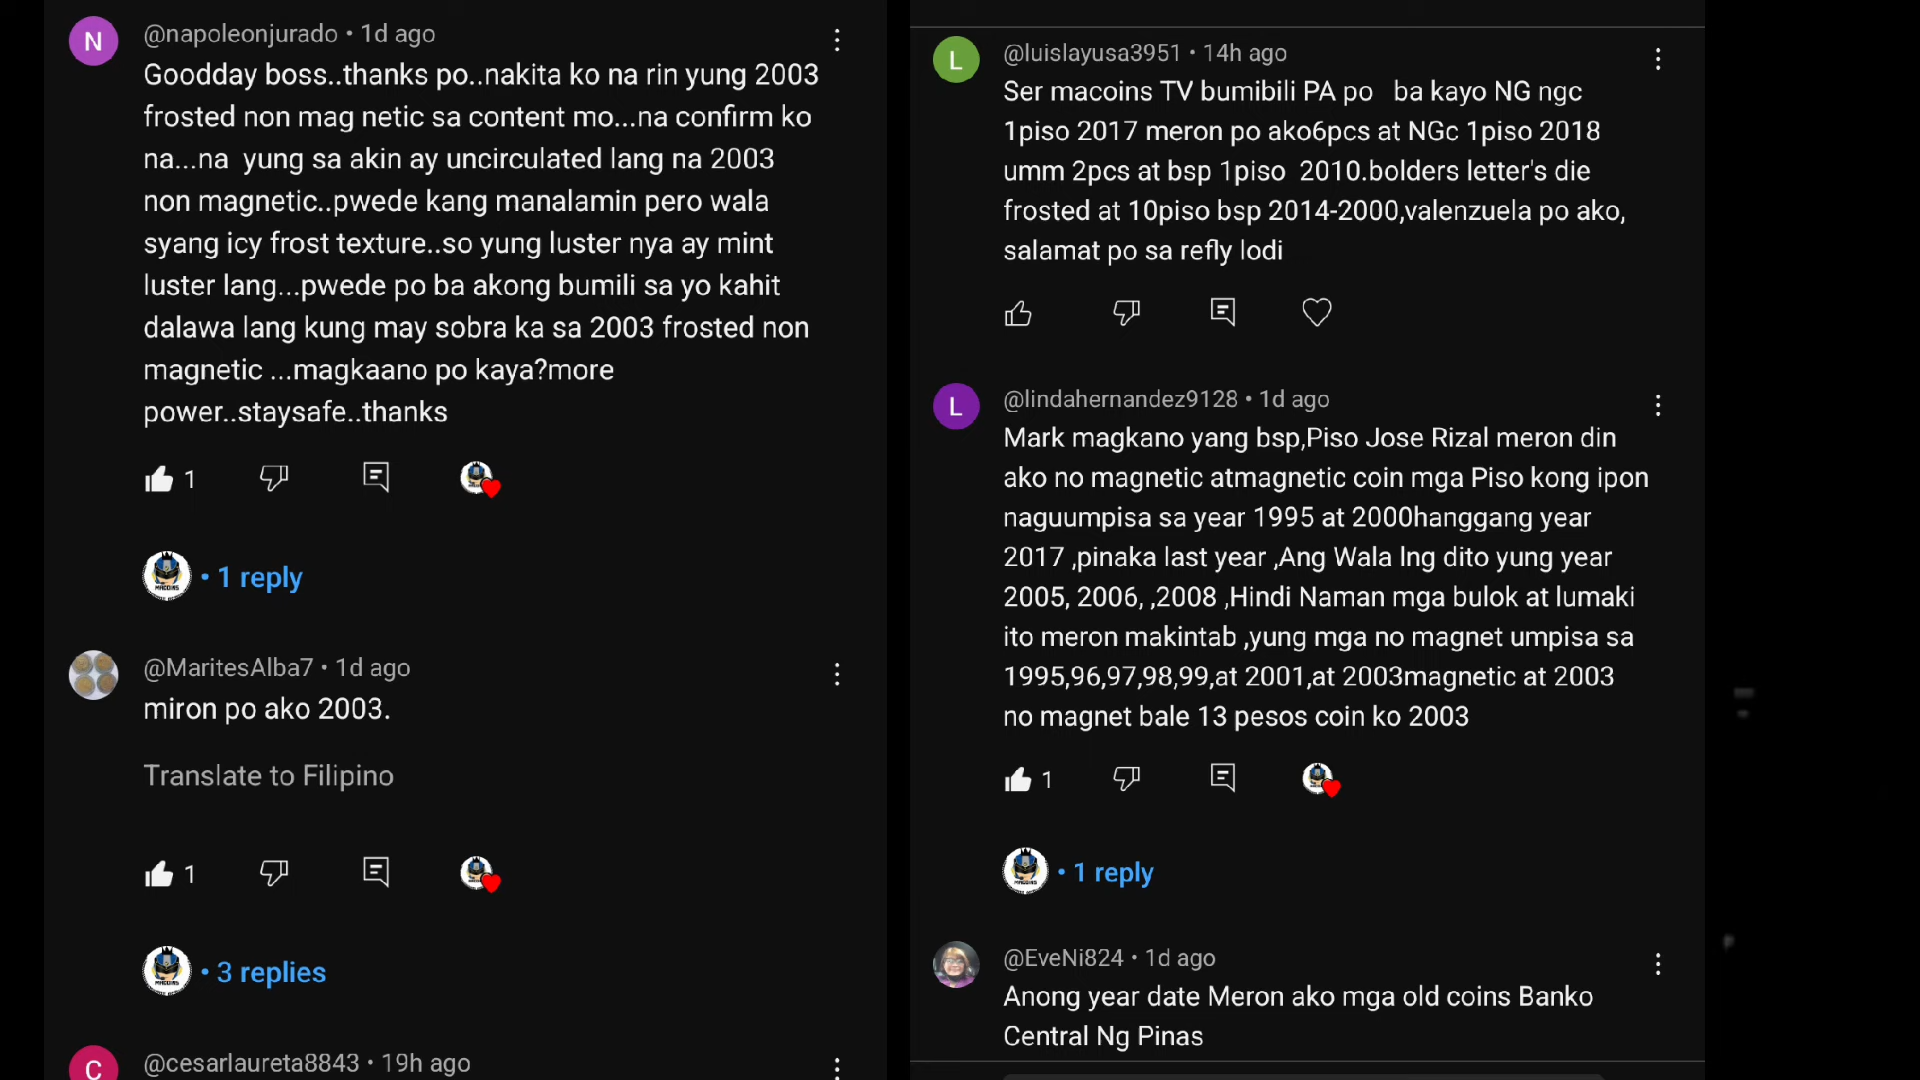 N
@napoleonjurado • 1d ago
Goodday boss..thanks po..nakita ko na rin yung 2003
frosted non mag netic sa content mo...na confirm ko
na...na yung sa akin ay uncirculated lang na 2003
non magnetic..pwede kang manalamin pero wala
syang icy frost texture..so yung luster nya ay mint
luster lang...pwede po ba akong bumili sa yo kahit
dalawa lang kung may sobra ka sa 2003 frosted non
magnetic ...magkaano po kaya?more
power..staysafe..thanks
1
• 1 reply
@MaritesAlba7 • 1d ago
miron po ako 2003.
Translate to Filipino
1
• 3 replies
C
@cesarlaureta8843 • 19h ago
L
@luislayusa3951 • 14h ago
Ser macoins TV bumibili PA po ba kayo NG ngc
1piso 2017 meron po ako6pcs at NGc 1piso 2018
umm 2pcs at bsp 1piso 2010.bolders letter's die
frosted at 10piso bsp 2014-2000,valenzuela po ako,
salamat po sa refly lodi
L
@lindahernandez9128 • 1d ago
Mark magkano yang bsp,Piso Jose Rizal meron din
ako no magnetic atmagnetic coin mga Piso kong ipon
naguumpisa sa year 1995 at 2000hanggang year
2017 ,pinaka last year ,Ang Wala lng dito yung year
2005, 2006, ,2008 ,Hindi Naman mga bulok at lumaki
ito meron makintab ,yung mga no magnet umpisa sa
1995,96,97,98,99,at 2001,at 2003magnetic at 2003
no magnet bale 13 pesos coin ko 2003
1
• 1 reply
@EveNi824 • 1d ago
Anong year date Meron ako mga old coins Banko
Central Ng Pinas